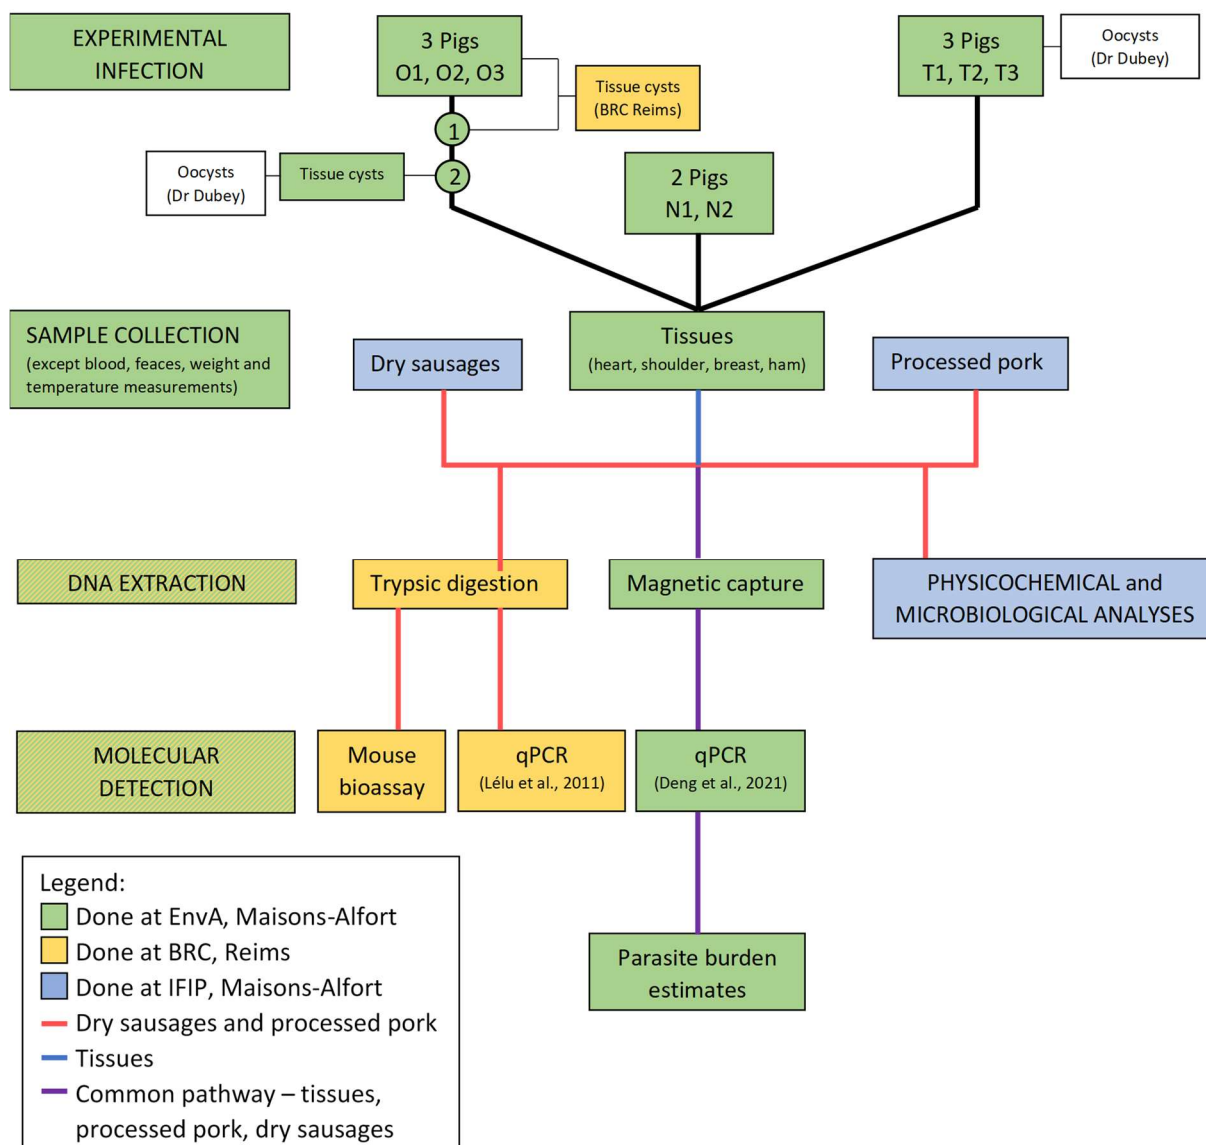 EXPERIMENTAL
INFECTION
3 Pigs
O1, O2, O3
3 Pigs
T1, T2, T3
Oocysts
(Dr Dubey)
Tissue cysts
(BRC Reims)
1
Oocysts
(Dr Dubey)
Tissue cysts
2
2 Pigs
N1, N2
SAMPLE COLLECTION
(except blood, feaces, weight and
temperature measurements)
Dry sausages
Tissues
(heart, shoulder, breast, ham)
Processed pork
DNA EXTRACTION
Trypsic digestion
Magnetic capture
PHYSICOCHEMICAL and
MICROBIOLOGICAL ANALYSES
MOLECULAR
DETECTION
Mouse
bioassay
qPCR
(Lélu et al., 2011)
qPCR
(Deng et al., 2021)
Parasite burden
estimates
Legend:
Done at EnvA, Maisons-Alfort
Done at BRC, Reims
Done at IFIP, Maisons-Alfort
Dry sausages and processed pork
Tissues
Common pathway – tissues,
processed pork, dry sausages